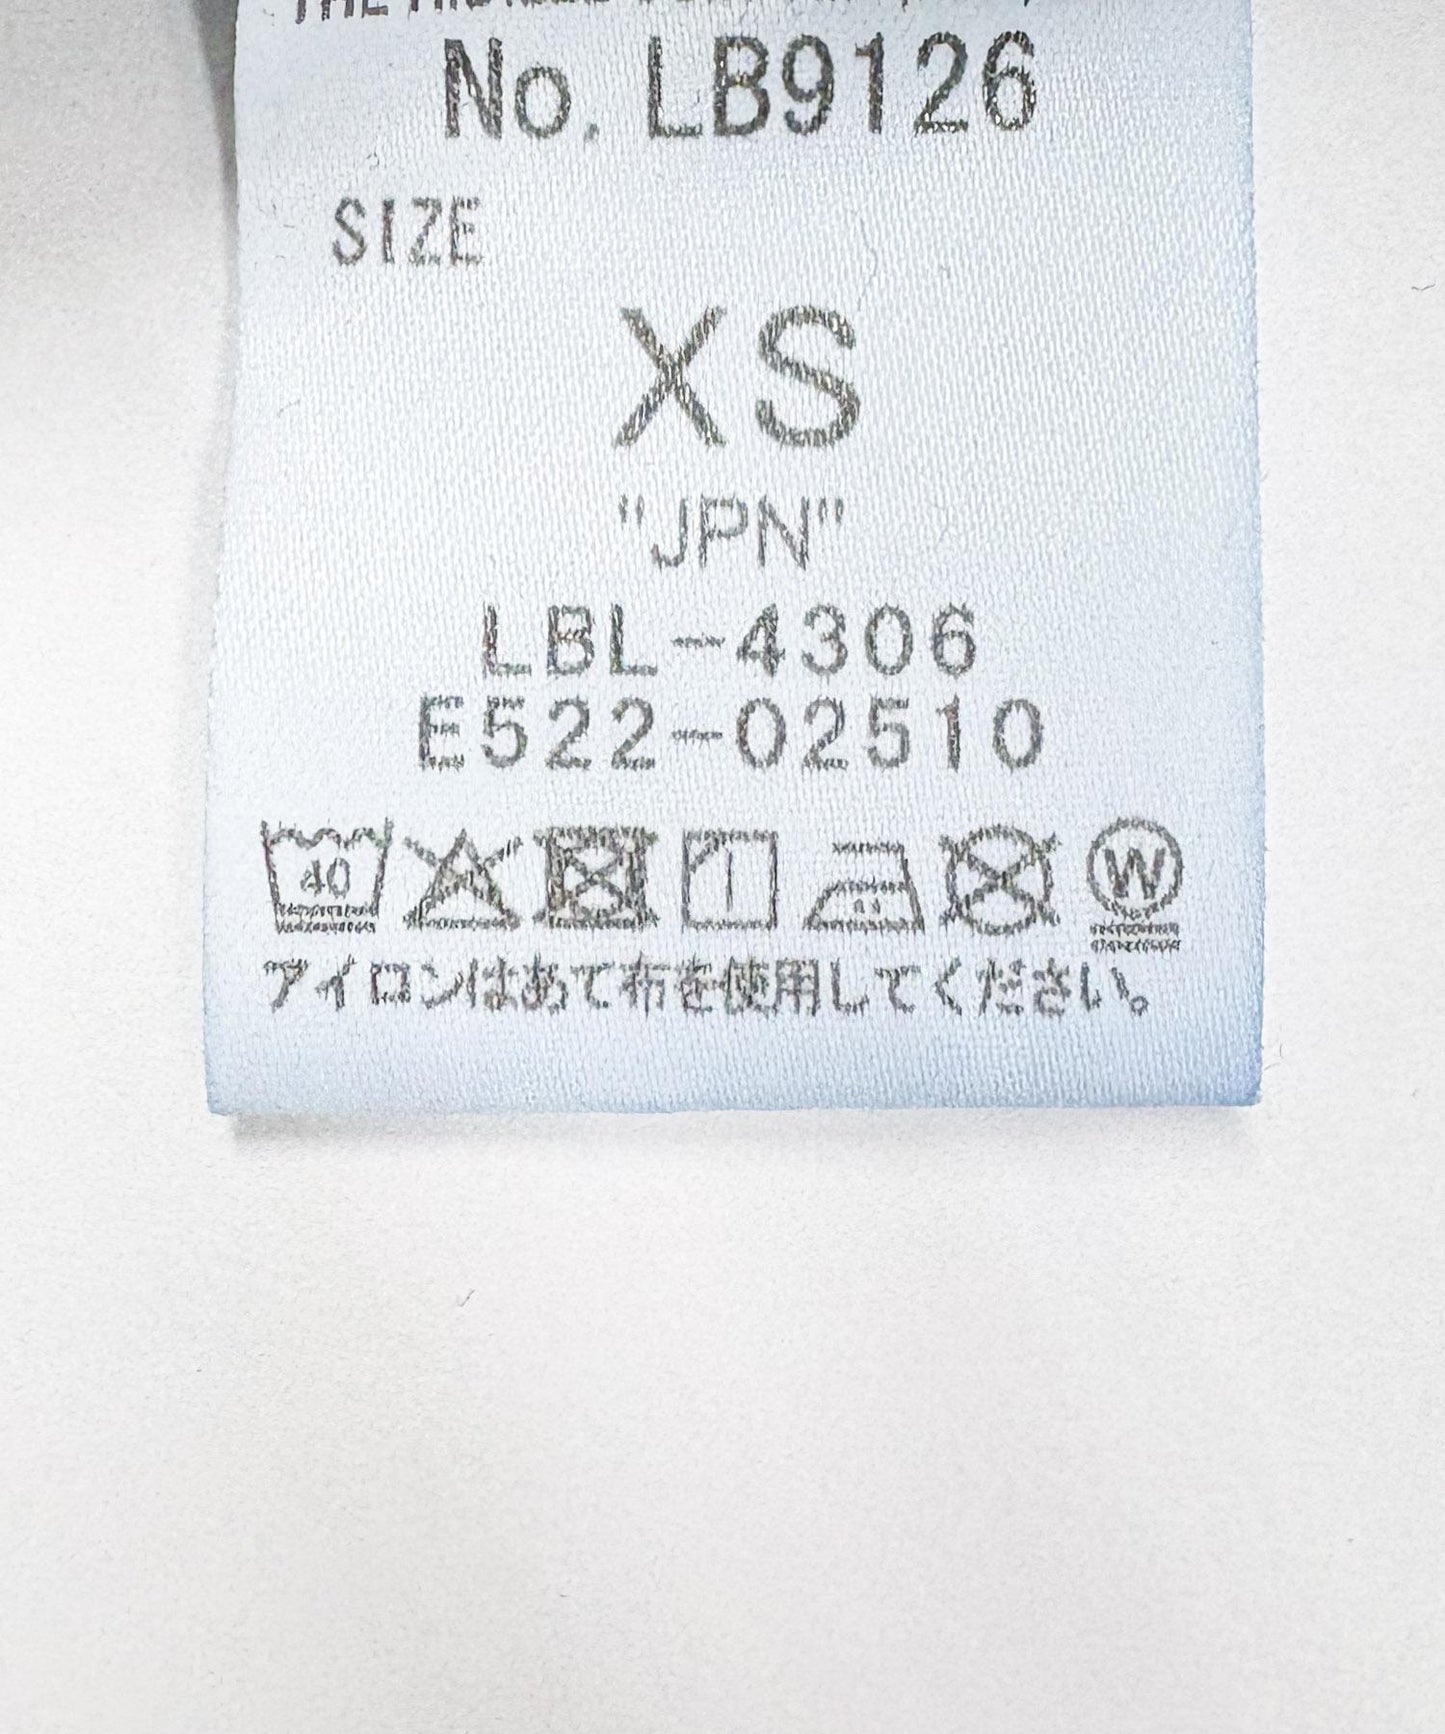 THE
No. LB9126
SIZE
XS
"JPN"
LBL-4306
E522-02510
40 W
アイロンはあて布を使用してください。